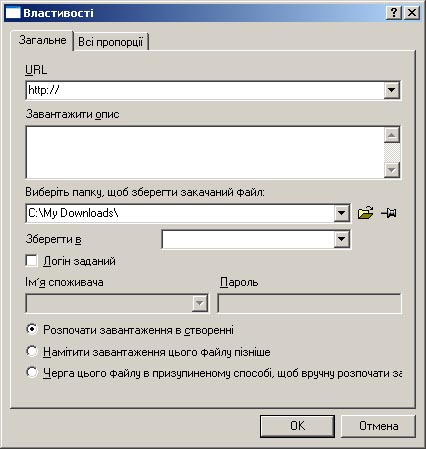 Властивості
Загальне
Всі пропорції
URL
http://
Завантажити опис
Виберіть папку, щоб зберегти закачаний файл:
C:\My Downloads\
Зберегти в
Логін заданий
Ім'я споживача
Пароль
Розпочати завантаження в створенні
Намітити завантаження цього файлу пізніше
Черга цього файлу в призупиненому способі, щоб вручну розпочати за
OK
Отмена